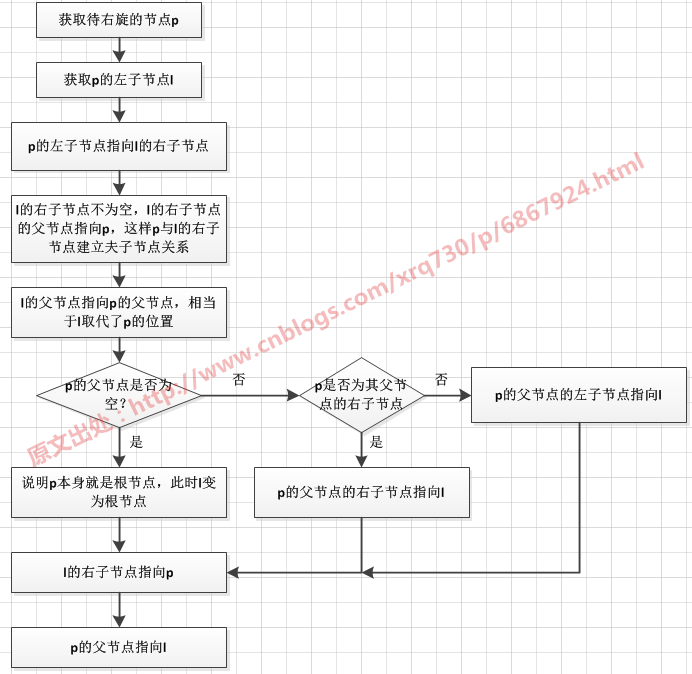 获取待右旋的节点p
获取p的左子节点l
p的左子节点指向l的右子节点
l的右子节点不为空，l的右子节点
的父节点指向p，这样p与l的右子
节点建立夫子节点关系
l的父节点指向p的父节点，相当
于l取代了p的位置
p的父节点是否为
空？
否
p是否为其父节
点的右子节点
否
p的父节点的左子节点指向l
是
是
说明p本身就是根节点，此时l变
为根节点
p的父节点的右子节点指向l
l的右子节点指向p
p的父节点指向l
原文出处：http://www.cnblogs.com/xrq730/p/6867924.html